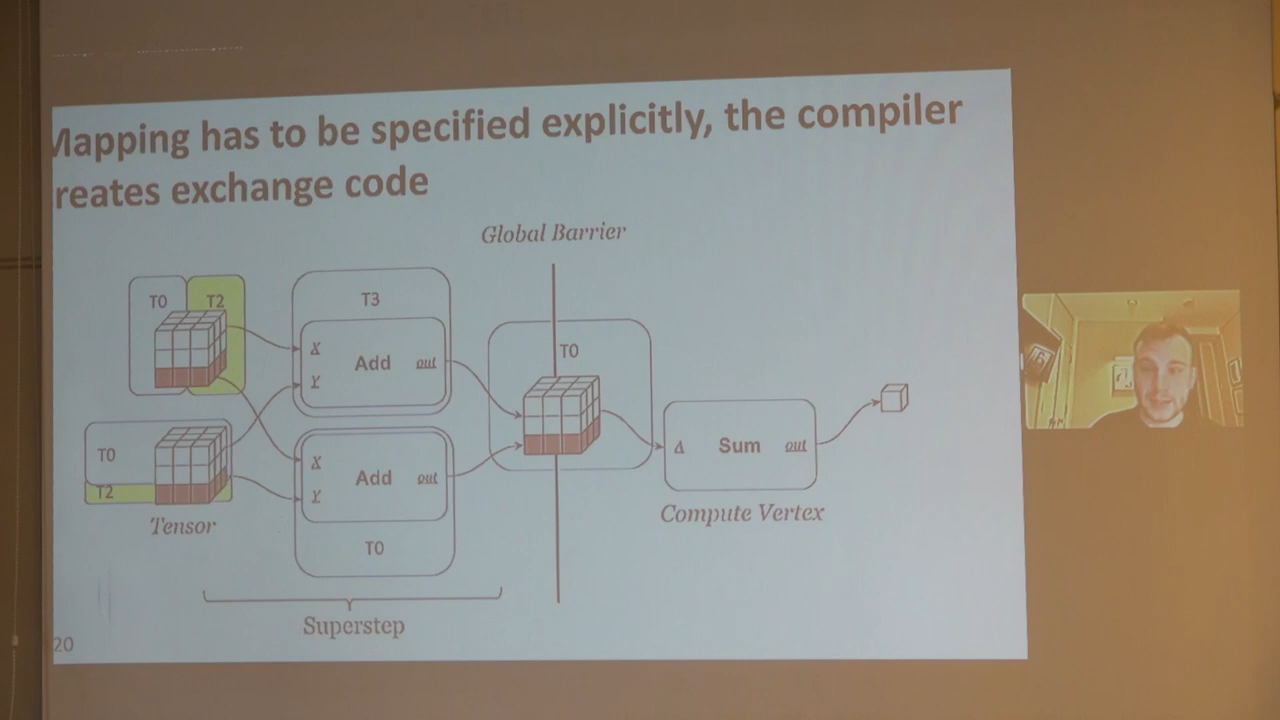 Mapping has to be specified explicitly, the compiler
reates exchange code
Global Barrier
T0 T2
T3
X Add out
Y
T0
T0
T2
Tensor
X Add out
Y
T0
Δ Sum out
Compute Vertex
Superstep
20